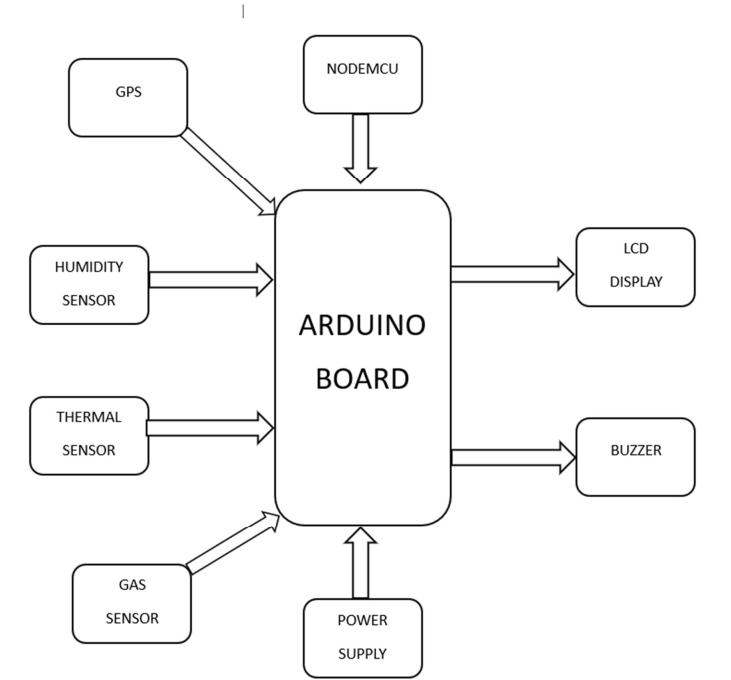 NODEMCU
GPS
HUMIDITY
SENSOR
LCD
DISPLAY
ARDUINO
BOARD
THERMAL
SENSOR
BUZZER
GAS
SENSOR
POWER
SUPPLY